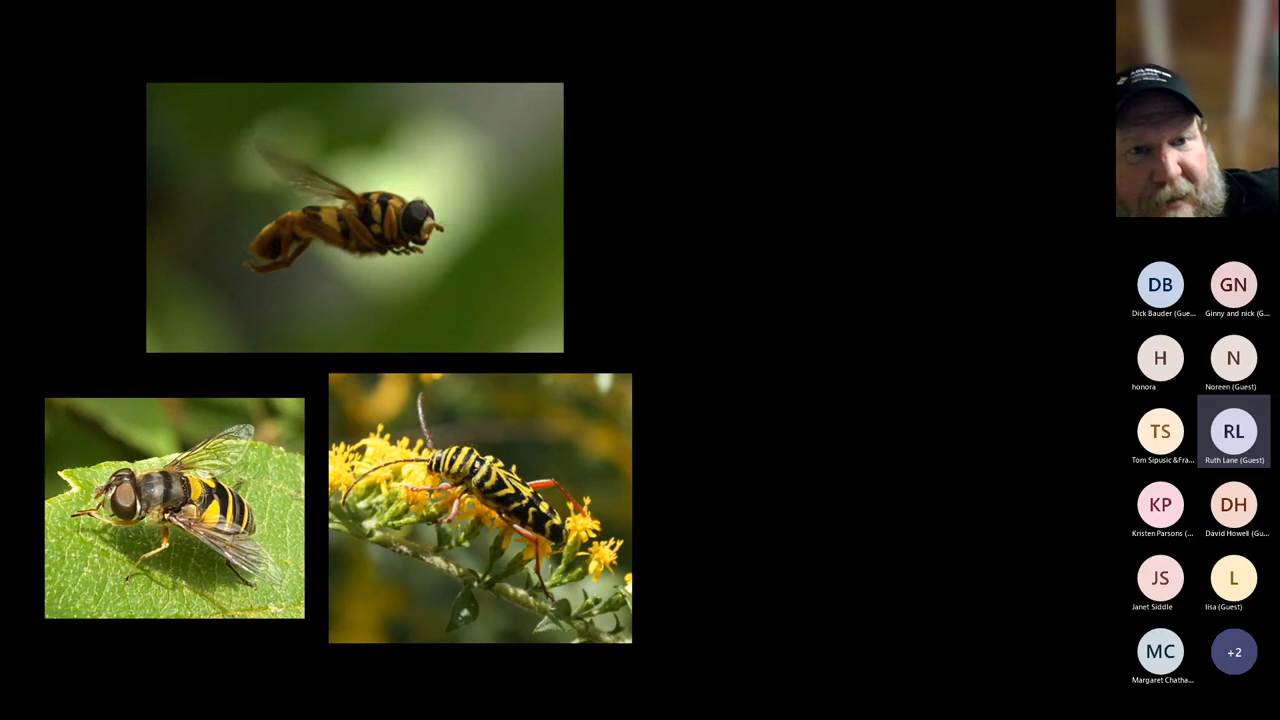 DB
GN
Dick Bauder (Gue...
Ginny and nick (G...
H
N
honora
Noreen (Guest)
TS
RL
Tom Sipusic &Fra...
Ruth Lane (Guest)
KP
DH
Kristen Parsons (...
David Howell (Gu...
JS
L
Janet Siddle
lisa (Guest)
MC
+2
Margaret Chatha...